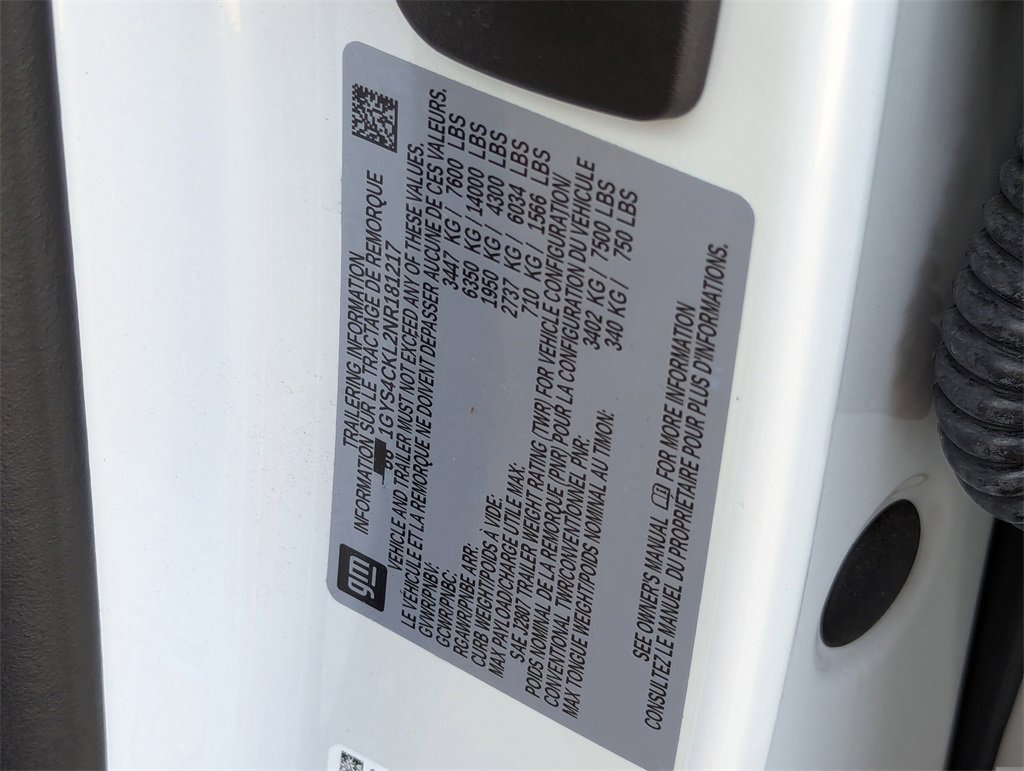 gm
TRAILERING INFORMATION
INFORMATION SUR LE TRACTAGE DE REMORQUE
1GYS4CKL2NR181217
VEHICLE AND TRAILER MUST NOT EXCEED ANY OF THESE VALUES.
LE VÉHICULE ET LA REMORQUE NE DOIVENT DÉPASSER AUCUNE DE CES VALEURS.
GVWR/PNBV: 3447 KG / 7600 LBS
GCWR/PNBC: 6350 KG / 14000 LBS
RGAWR/PNBE ARR: 1950 KG / 4300 LBS
CURB WEIGHT/POIDS À VIDE: 2737 KG / 6034 LBS
MAX PAYLOAD/CHARGE UTILE MAX: 710 KG / 1566 LBS
SAE J2807 TRAILER WEIGHT RATING (TWR) FOR VEHICLE CONFIGURATION/
POIDS NOMINAL DE LA REMORQUE (PNR) POUR LA CONFIGURATION DU VÉHICULE
CONVENTIONAL TWR/CONVENTIONNEL PNR: 3402 KG / 7500 LBS
MAX TONGUE WEIGHT/POIDS NOMINAL AU TIMON: 340 KG / 750 LBS
SEE OWNER'S MANUAL FOR MORE INFORMATION
CONSULTEZ LE MANUEL DU PROPRIÉTAIRE POUR PLUS D'INFORMATIONS.